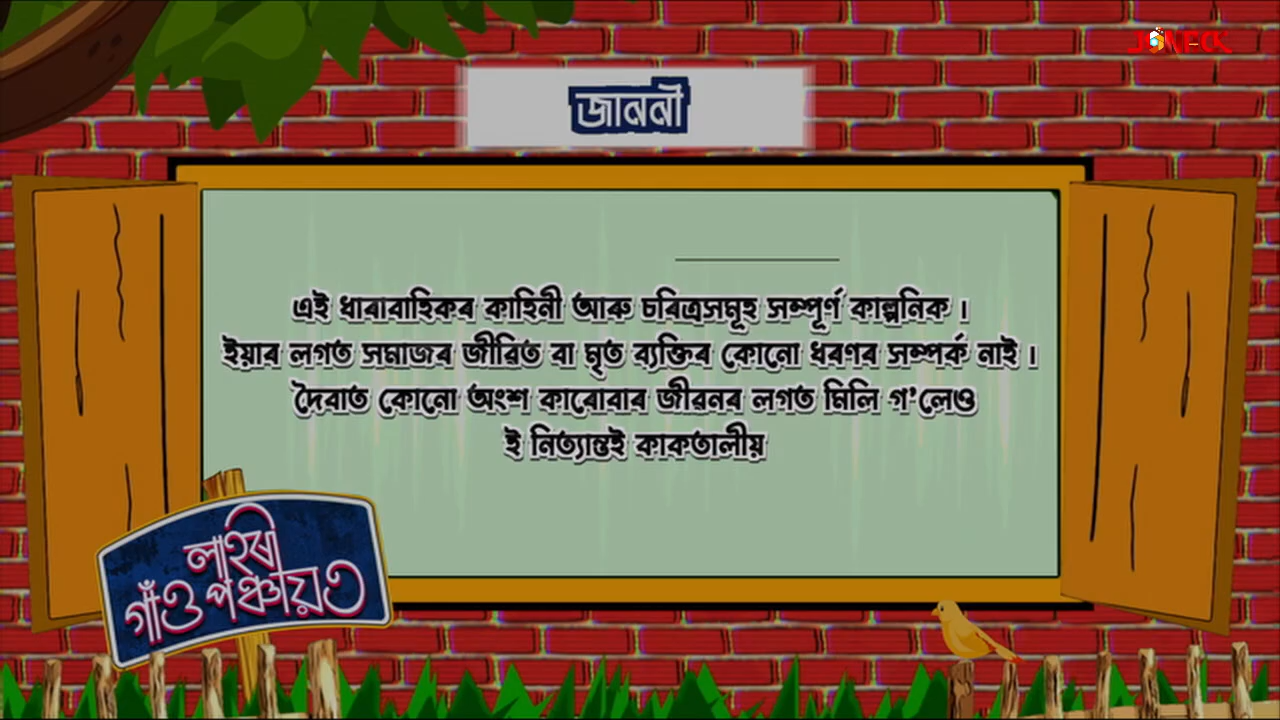 JONECK
জাননী
এই ধাৰাবাহিকৰ কাহিনী আৰু চৰিত্ৰসমূহ সম্পূৰ্ণ কাল্পনিক ।
ইয়াৰ লগত সমাজৰ জীৱিত বা মৃত ব্যক্তিৰ কোনো ধৰণৰ সম্পৰ্ক নাই ।
দৈবাত কোনো অংশ কাৰোবাৰ জীৱনৰ লগত মিলি গ'লেও
ই নিত্যান্তই কাকতালীয়
লাহৰী
গাঁও পঞ্চায়ত